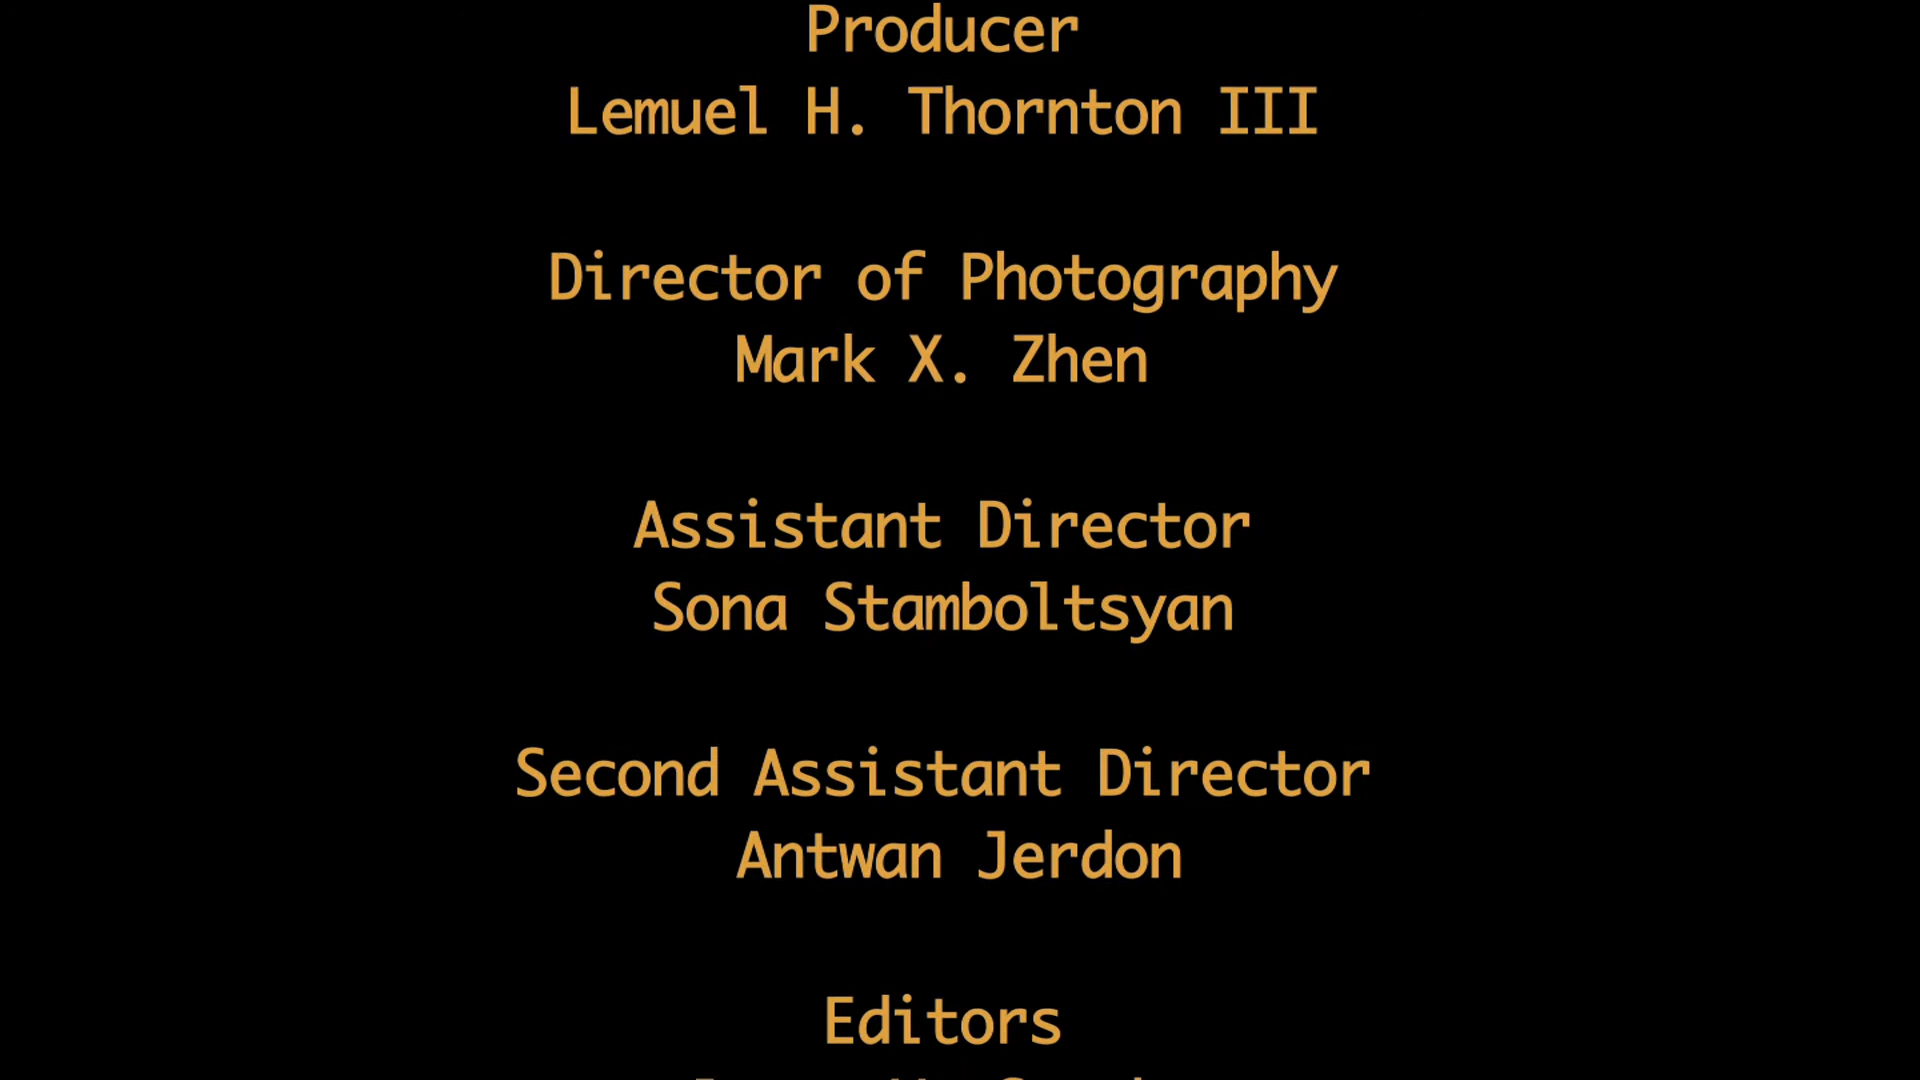 Producer
Lemuel H. Thornton III
Director of Photography
Mark X. Zhen
Assistant Director
Sona Stamboltsyan
Second Assistant Director
Antwan Jerdon
Editors